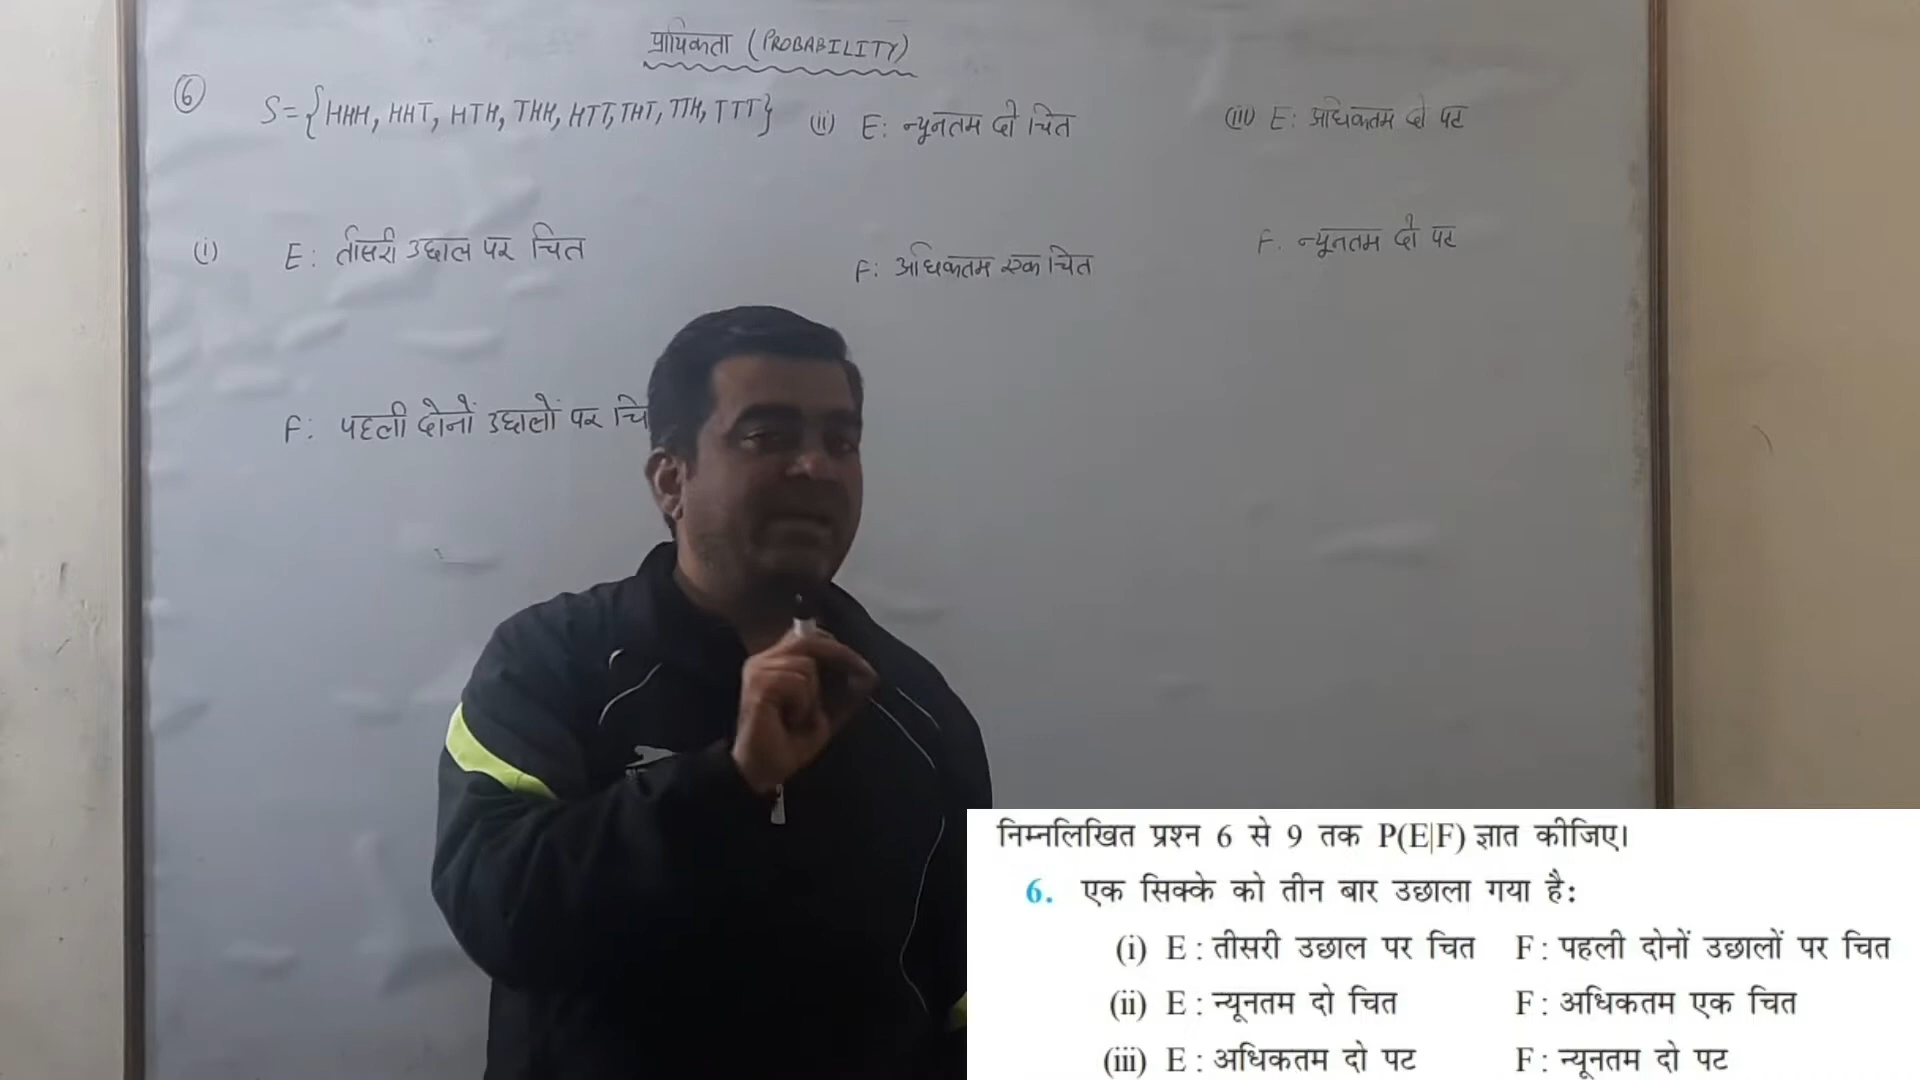 प्रायिकता (PROBABILITY)
6
S={HHH, HHT, HTH, THH, HTT, THT, TTH, TTT}
(i) E: तीसरी उछाल पर चित
F: पहली दोनों उछालों पर चि
(ii) E: न्यूनतम दो चित
F: अधिकतम एक चित
(iii) E: अधिकतम दो पट
F. न्यूनतम दो पट
निम्नलिखित प्रश्न 6 से 9 तक P(E|F) ज्ञात कीजिए।
6. एक सिक्के को तीन बार उछाला गया है:
(i) E : तीसरी उछाल पर चित F : पहली दोनों उछालों पर चित
(ii) E : न्यूनतम दो चित F : अधिकतम एक चित
(iii) E : अधिकतम दो पट F : न्यूनतम दो पट